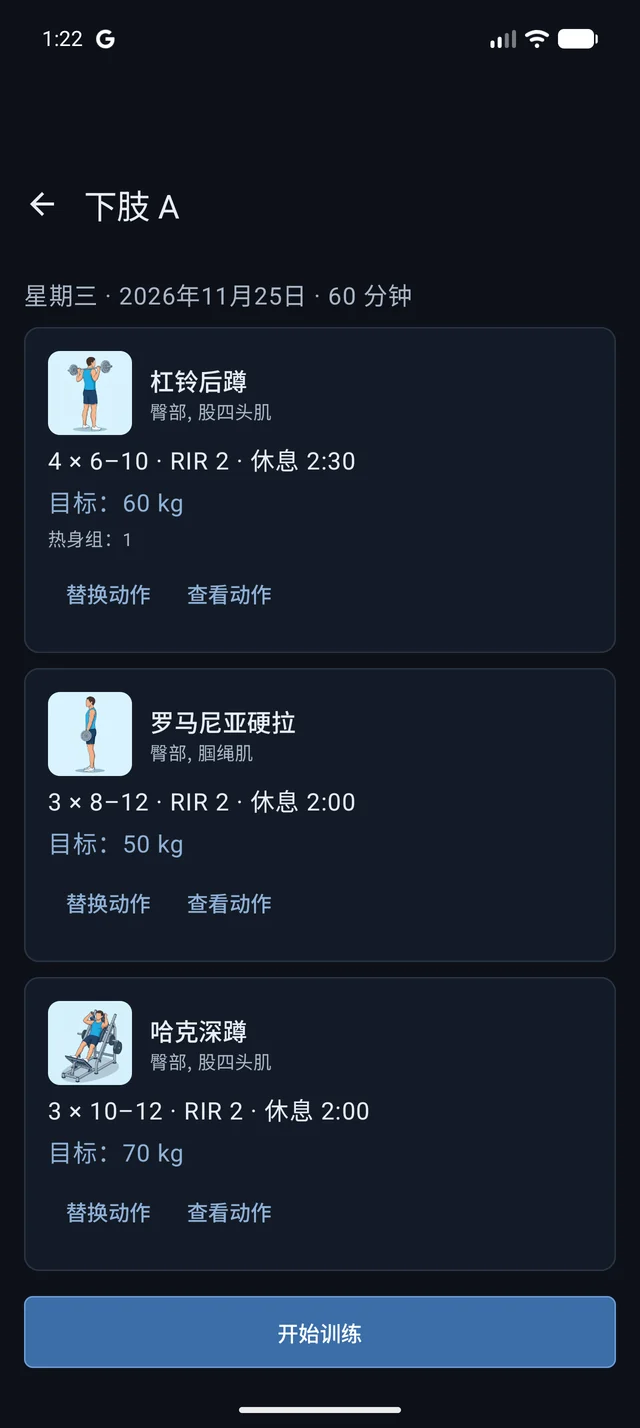 1:22 G
下肢 A
星期三 · 2026年11月25日 · 60 分钟
杠铃后蹲
臀部, 股四头肌
4 × 6–10 · RIR 2 · 休息 2:30
目标：60 kg
热身组：1
替换动作 查看动作
罗马尼亚硬拉
臀部, 腘绳肌
3 × 8–12 · RIR 2 · 休息 2:00
目标：50 kg
替换动作 查看动作
哈克深蹲
臀部, 股四头肌
3 × 10–12 · RIR 2 · 休息 2:00
目标：70 kg
替换动作 查看动作
开始训练